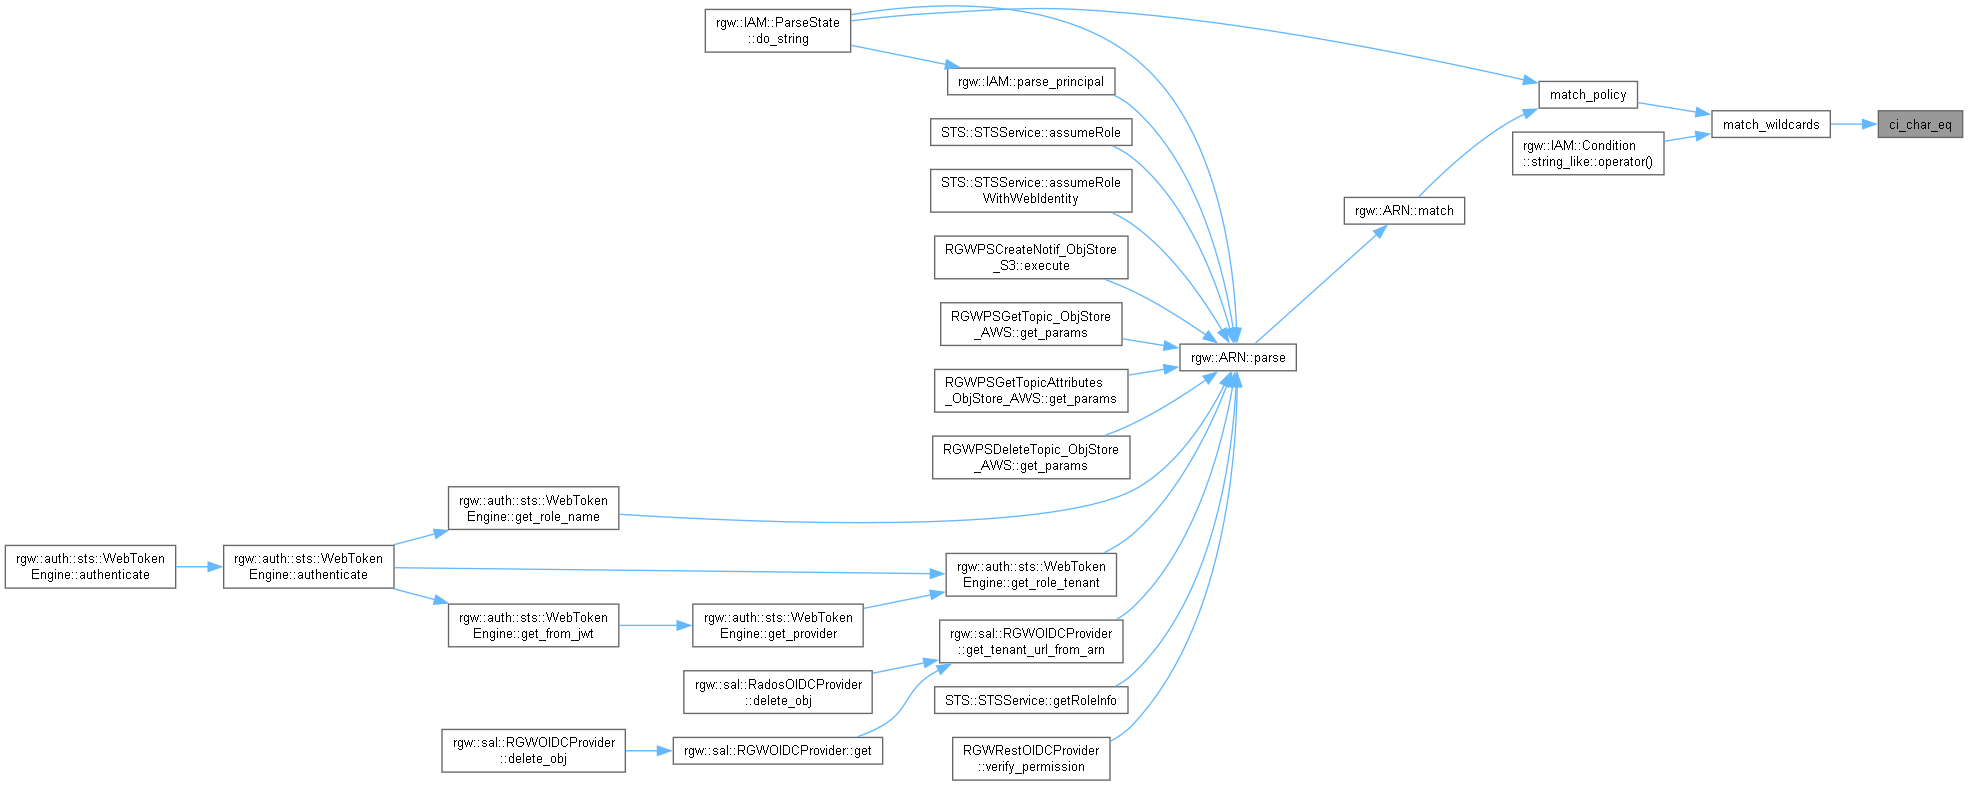 rgw::IAM::ParseState
::do_string
rgw::IAM::parse_principal
match_policy
STS::STSService::assumeRole
match_wildcards
ci_char_eq
rgw::IAM::Condition
::string_like::operator()
STS::STSService::assumeRole
WithWebIdentity
rgw::ARN::match
RGWPSCreateNotif_ObjStore
_S3::execute
RGWPSGetTopic_ObjStore
_AWS::get_params
rgw::ARN::parse
RGWPSGetTopicAttributes
_ObjStore_AWS::get_params
RGWPSDeleteTopic_ObjStore
_AWS::get_params
rgw::auth::sts::WebToken
Engine::get_role_name
rgw::auth::sts::WebToken
Engine::authenticate
rgw::auth::sts::WebToken
Engine::authenticate
rgw::auth::sts::WebToken
Engine::get_role_tenant
rgw::auth::sts::WebToken
Engine::get_from_jwt
rgw::auth::sts::WebToken
Engine::get_provider
rgw::sal::RGWOIDCProvider
::get_tenant_url_from_arn
rgw::sal::RadosOIDCProvider
::delete_obj
STS::STSService::getRoleInfo
rgw::sal::RGWOIDCProvider
::delete_obj
rgw::sal::RGWOIDCProvider::get
RGWRestOIDCProvider
::verify_permission